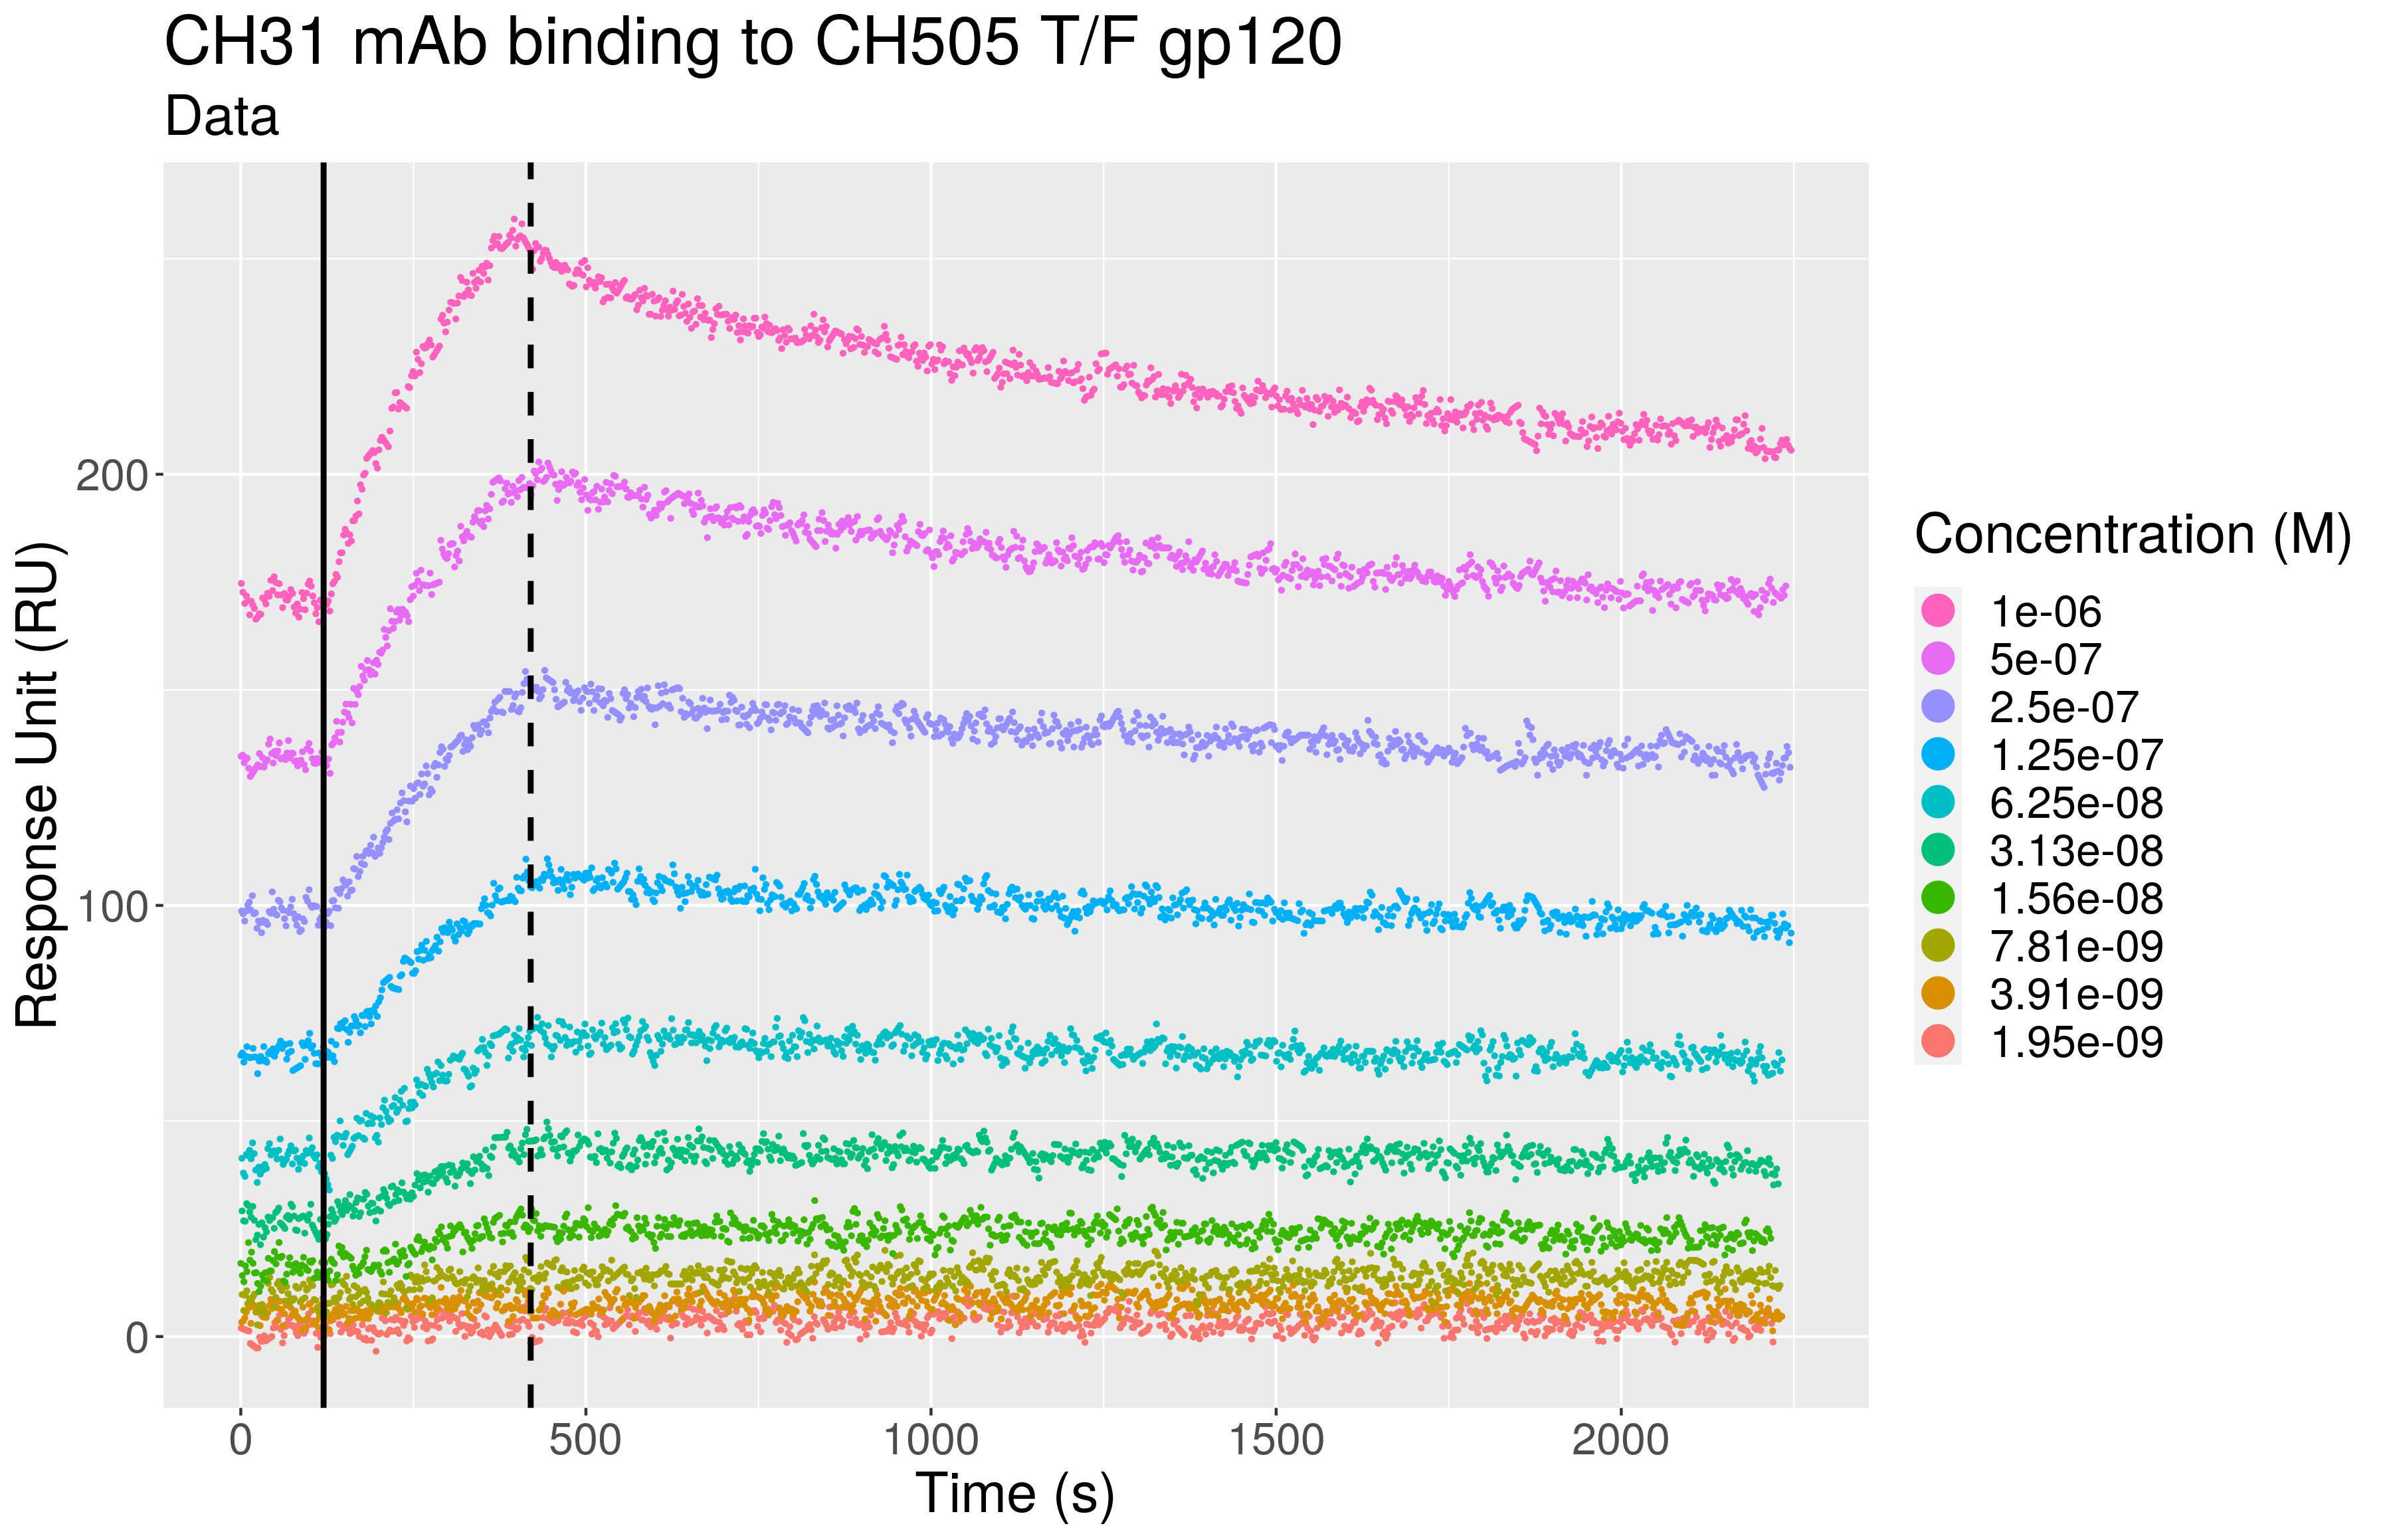 CH31 mAb binding to CH505 T/F gp120
Data
Response Unit (RU)
200
100
0
0 500 1000 1500 2000
Time (s)
Concentration (M)
1e-06
5e-07
2.5e-07
1.25e-07
6.25e-08
3.13e-08
1.56e-08
7.81e-09
3.91e-09
1.95e-09